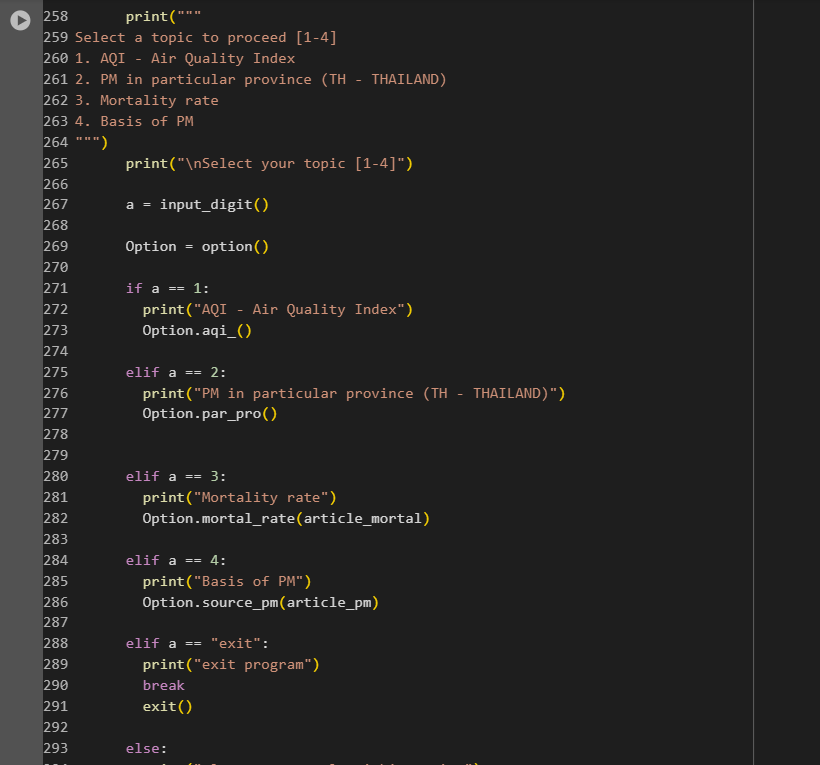 258 print("""
259 Select a topic to proceed [1-4]
260 1. AQI - Air Quality Index
261 2. PM in particular province (TH - THAILAND)
262 3. Mortality rate
263 4. Basis of PM
264 """)
265 print("\nSelect your topic [1-4]")
266
267 a = input_digit()
268
269 Option = option()
270
271 if a == 1:
272 print("AQI - Air Quality Index")
273 Option.aqi_()
274
275 elif a == 2:
276 print("PM in particular province (TH - THAILAND)")
277 Option.par_pro()
278
279
280 elif a == 3:
281 print("Mortality rate")
282 Option.mortal_rate(article_mortal)
283
284 elif a == 4:
285 print("Basis of PM")
286 Option.source_pm(article_pm)
287
288 elif a == "exit":
289 print("exit program")
290 break
291 exit()
292
293 else: